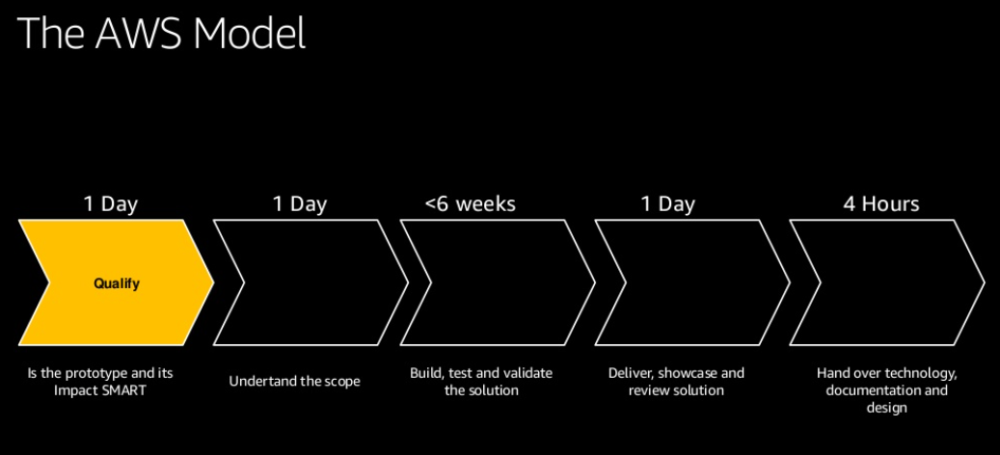 The AWS Model
1 Day
1 Day
<6 weeks
1 Day
4 Hours
Qualify
Is the prototype and its
Impact SMART
Undertand the scope
Build, test and validate
the solution
Deliver, showcase and
review solution
Hand over technology,
documentation and
design